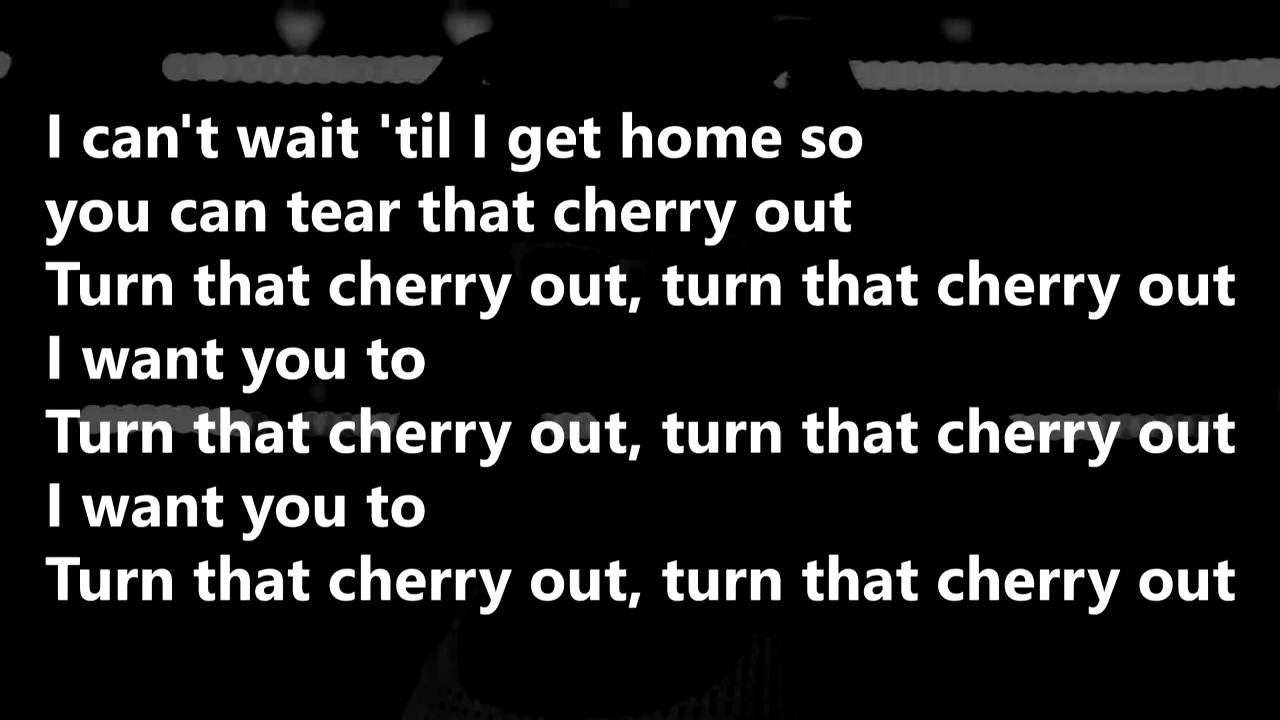 I can't wait 'til I get home so
you can tear that cherry out
Turn that cherry out, turn that cherry out
I want you to
Turn that cherry out, turn that cherry out
I want you to
Turn that cherry out, turn that cherry out